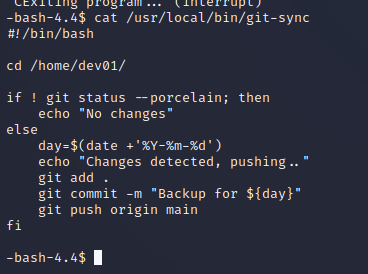 ^CExiting program... (Interrupt)
-bash-4.4$ cat /usr/local/bin/git-sync
#!/bin/bash

cd /home/dev01/

if ! git status --porcelain; then
    echo "No changes"
else
    day=$(date +'%Y-%m-%d')
    echo "Changes detected, pushing.."
    git add .
    git commit -m "Backup for ${day}"
    git push origin main
fi

-bash-4.4$